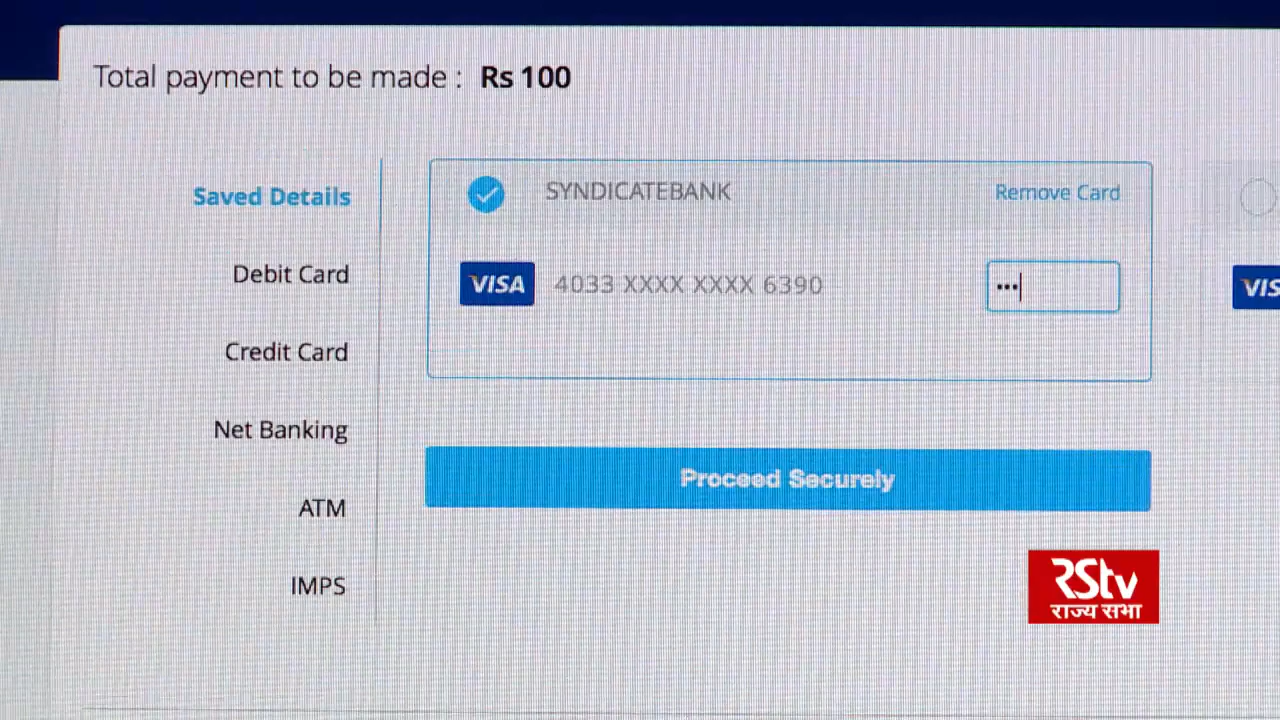 Total payment to be made : Rs 100
Saved Details
SYNDICATEBANK
Remove Card
VISA 4033 XXXX XXXX 6390
•••
Debit Card
Credit Card
Net Banking
ATM
IMPS
Proceed Securely
RStv
राज्य सभा